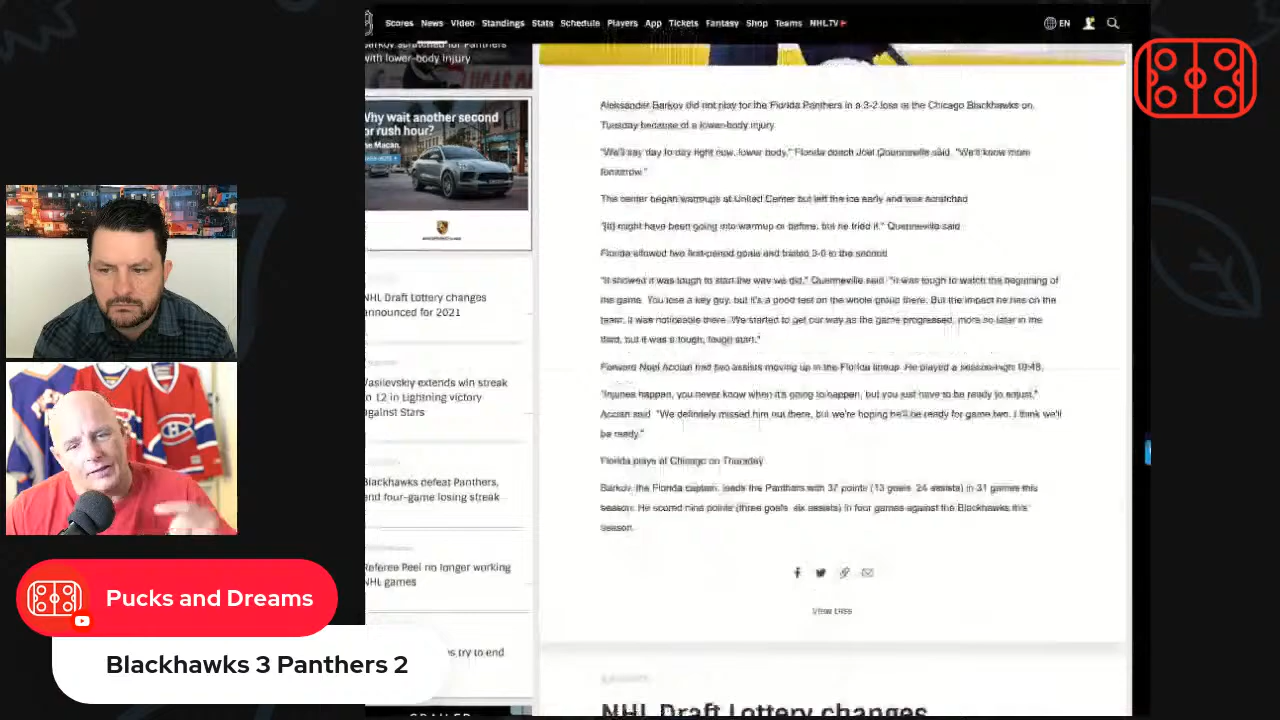 Scores News Video Standings Stats Schedule Players App Tickets Fantasy Shop Teams NHL.TV
EN
Barkov scratched for Panthers
with lower-body injury
Why wait another second
for rush hour?
The Macan.
NHL Draft Lottery changes
announced for 2021
Vasilevskiy extends win streak
to 12 in Lightning victory
against Stars
Blackhawks defeat Panthers,
end four-game losing streak
Referee Peel no longer working
NHL games
try to end
Aleksander Barkov did not play for the Florida Panthers in a 3-2 loss at the Chicago Blackhawks on
Tuesday because of a lower-body injury.
"We'll say day to day right now, lower body," Florida coach Joel Quenneville said. "We'll know more
tomorrow."
The center began warmups at United Center but left the ice early and was scratched.
"[It] might have been going into warmup or before, but he tried it," Quenneville said.
Florida allowed two first-period goals and trailed 3-0 in the second.
"It showed it was tough to start the way we did," Quenneville said. "It was tough to watch the beginning of
the game. You lose a key guy, but it's a good test on the whole group there. But the impact he has on the
team, it was noticeable there. We started to get our way as the game progressed, more so later in the
third, but it was a tough, tough start."
Forward Noel Acciari had two assists moving up in the Florida lineup. He played a season-high 19:48.
"Injuries happen, you never know when it's going to happen, but you just have to be ready to adjust,"
Acciari said. "We definitely missed him out there, but we're hoping he'll be ready for game two. I think we'll
be ready."
Florida plays at Chicago on Thursday.
Barkov, the Florida captain, leads the Panthers with 37 points (13 goals, 24 assists) in 31 games this
season. He scored nine points (three goals, six assists) in four games against the Blackhawks this
season.
View Less
NHL Draft Lottery changes
Pucks and Dreams
Blackhawks 3 Panthers 2